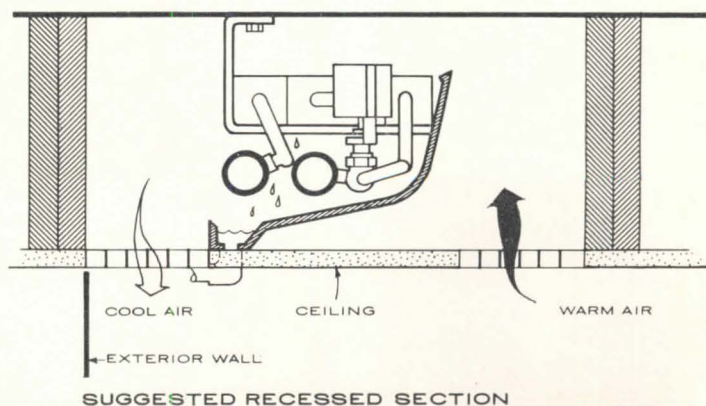 COOL AIR
CEILING
WARM AIR
EXTERIOR WALL
SUGGESTED RECESSED SECTION